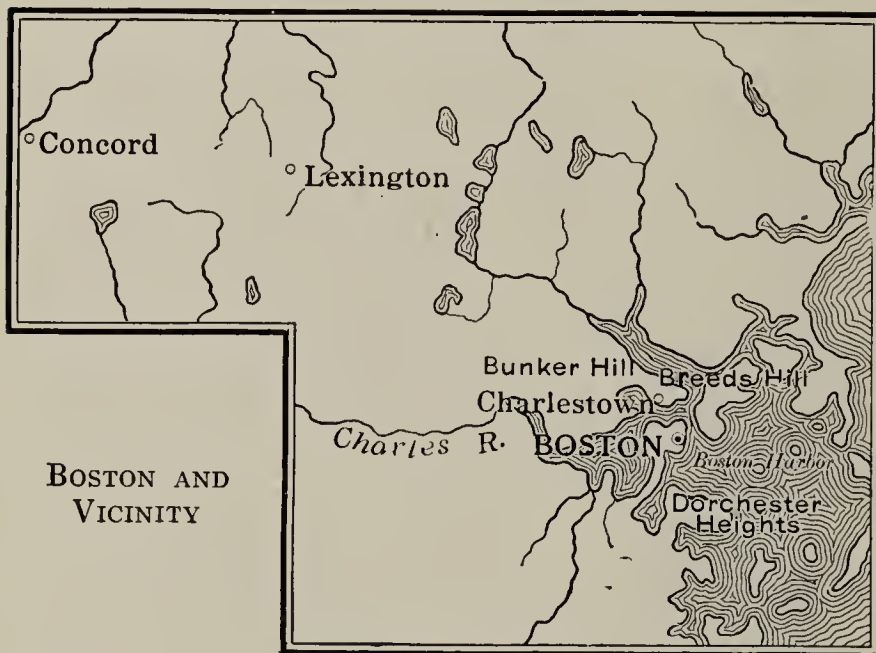 Concord
Lexington
Bunker Hill
Breeds Hill
Charlestown
Charles R.
BOSTON
Boston Harbor
Dorchester
Heights
BOSTON AND
VICINITY